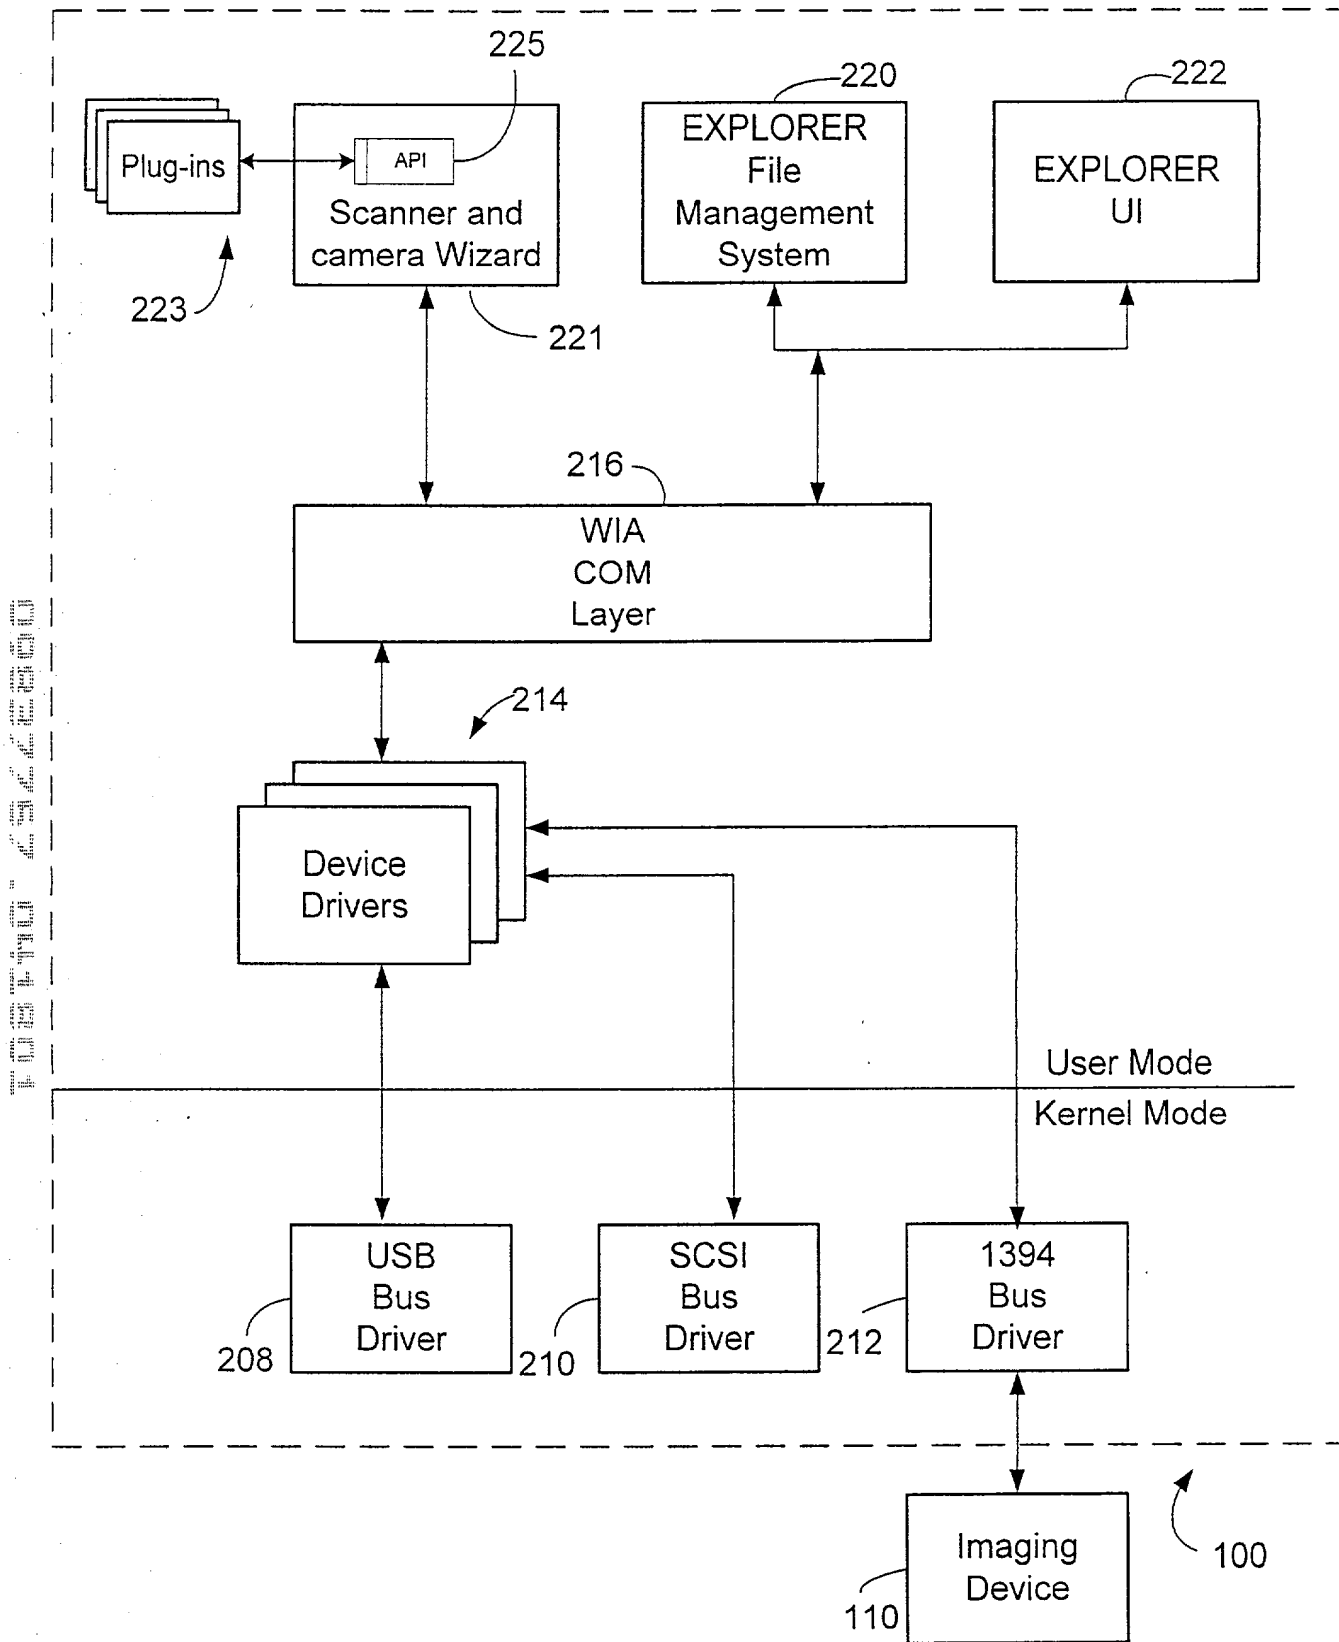 225
220
222
Plug-ins
API
Scanner and
camera Wizard
EXPLORER
File
Management
System
EXPLORER
UI
223
221
216
WIA
COM
Layer
214
Device
Drivers
User Mode
Kernel Mode
USB
Bus
Driver
SCSI
Bus
Driver
1394
Bus
Driver
208
210
212
Imaging
Device
100
110